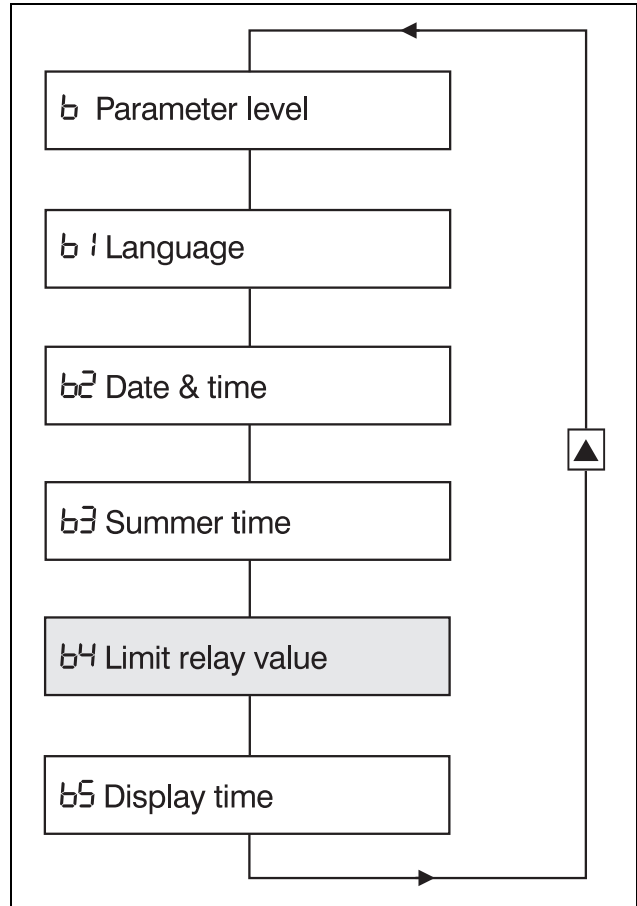 b Parameter level
b1 Language
b2 Date & time
b3 Summer time
b4 Limit relay value
b5 Display time